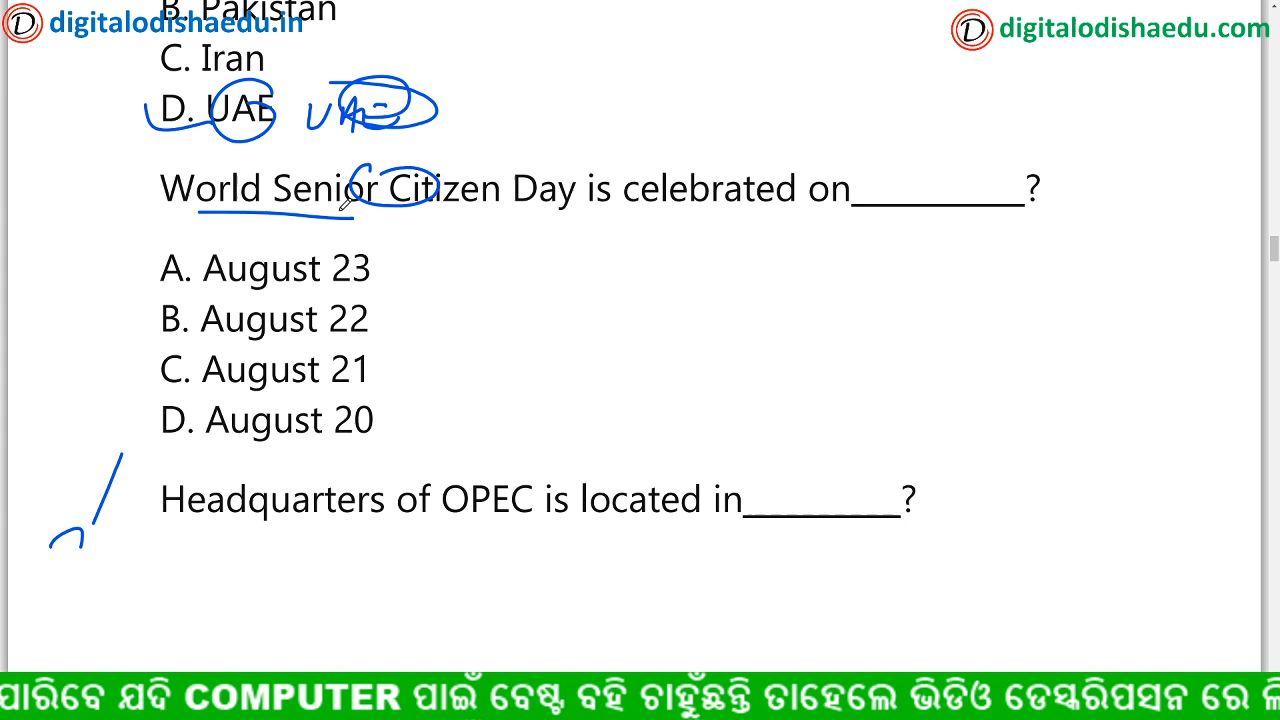 B. Pakistan
digitalodishaedu.in
digitalodishaedu.com
C. Iran
D. UAE UAE
World Senior Citizen Day is celebrated on__________?
A. August 23
B. August 22
C. August 21
D. August 20
Headquarters of OPEC is located in_________?
ପାରିବେ ଯଦି COMPUTER ପାଇଁ ବେଷ୍ଟ ବହି ଚାହୁଁଛନ୍ତି ତାହେଲେ ଭିଡିଓ ଡେସ୍କରିପସନ ରେ